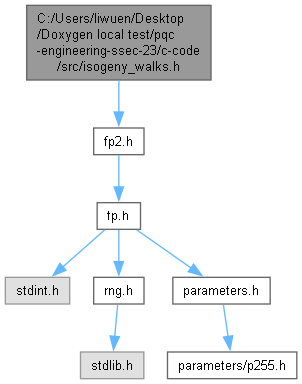 C:/Users/liwuen/Desktop
/Doxygen local test/pqc
-engineering-ssec-23/c-code
/src/isogeny_walks.h
fp2.h
fp.h
stdint.h
rng.h
parameters.h
stdlib.h
parameters/p255.h